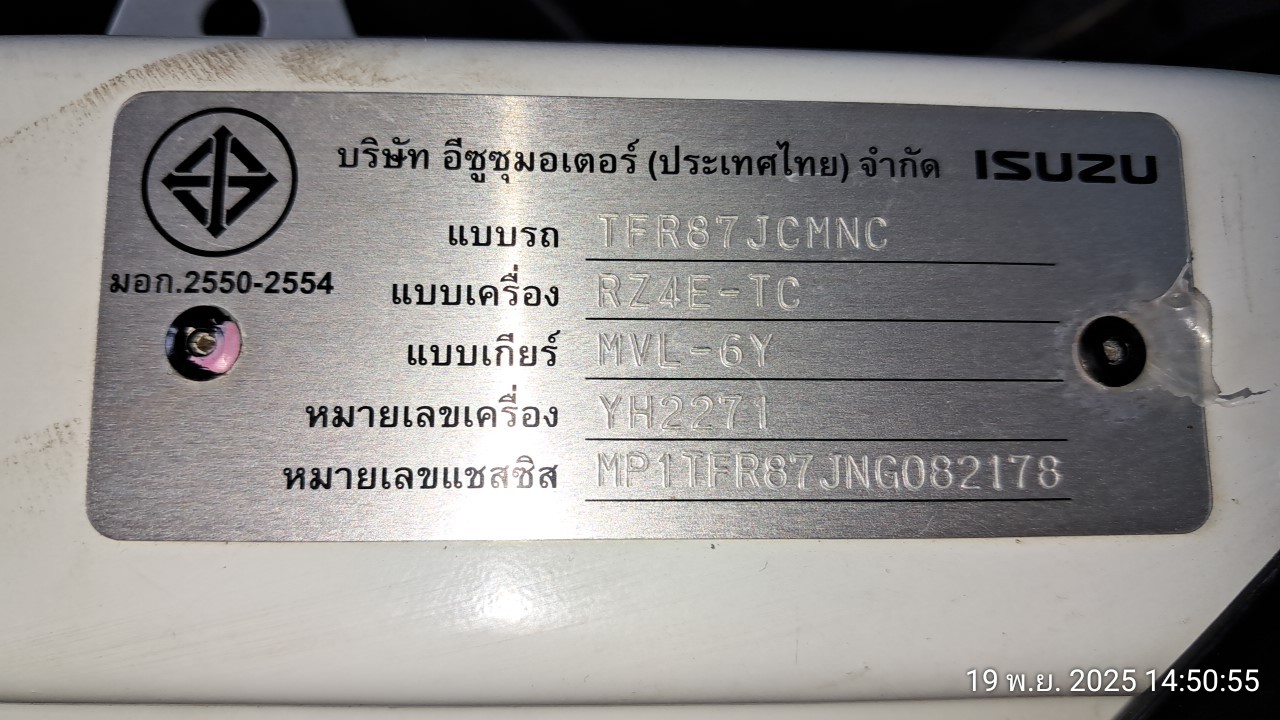 บริษัท อีซูซุมอเตอร์ (ประเทศไทย) จำกัด ISUZU
แบบรถ TFR87JCMNC
มอก.2550-2554
แบบเครื่อง RZ4E-TC
แบบเกียร์ MVL-6Y
หมายเลขเครื่อง YH2271
หมายเลขแชสซิส MP1TFR87JNG082178
19 พ.ย. 2025 14:50:55